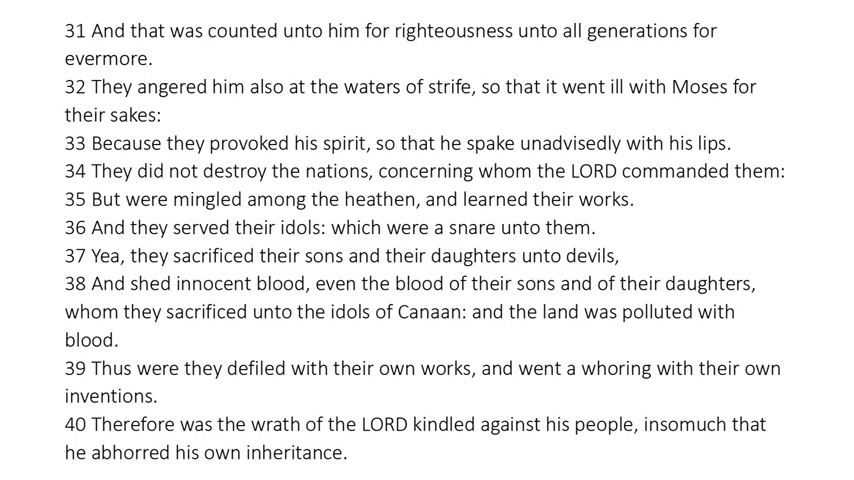 31 And that was counted unto him for righteousness unto all generations for
evermore.
32 They angered him also at the waters of strife, so that it went ill with Moses for
their sakes:
33 Because they provoked his spirit, so that he spake unadvisedly with his lips.
34 They did not destroy the nations, concerning whom the LORD commanded them:
35 But were mingled among the heathen, and learned their works.
36 And they served their idols: which were a snare unto them.
37 Yea, they sacrificed their sons and their daughters unto devils,
38 And shed innocent blood, even the blood of their sons and of their daughters,
whom they sacrificed unto the idols of Canaan: and the land was polluted with
blood.
39 Thus were they defiled with their own works, and went a whoring with their own
inventions.
40 Therefore was the wrath of the LORD kindled against his people, insomuch that
he abhorred his own inheritance.